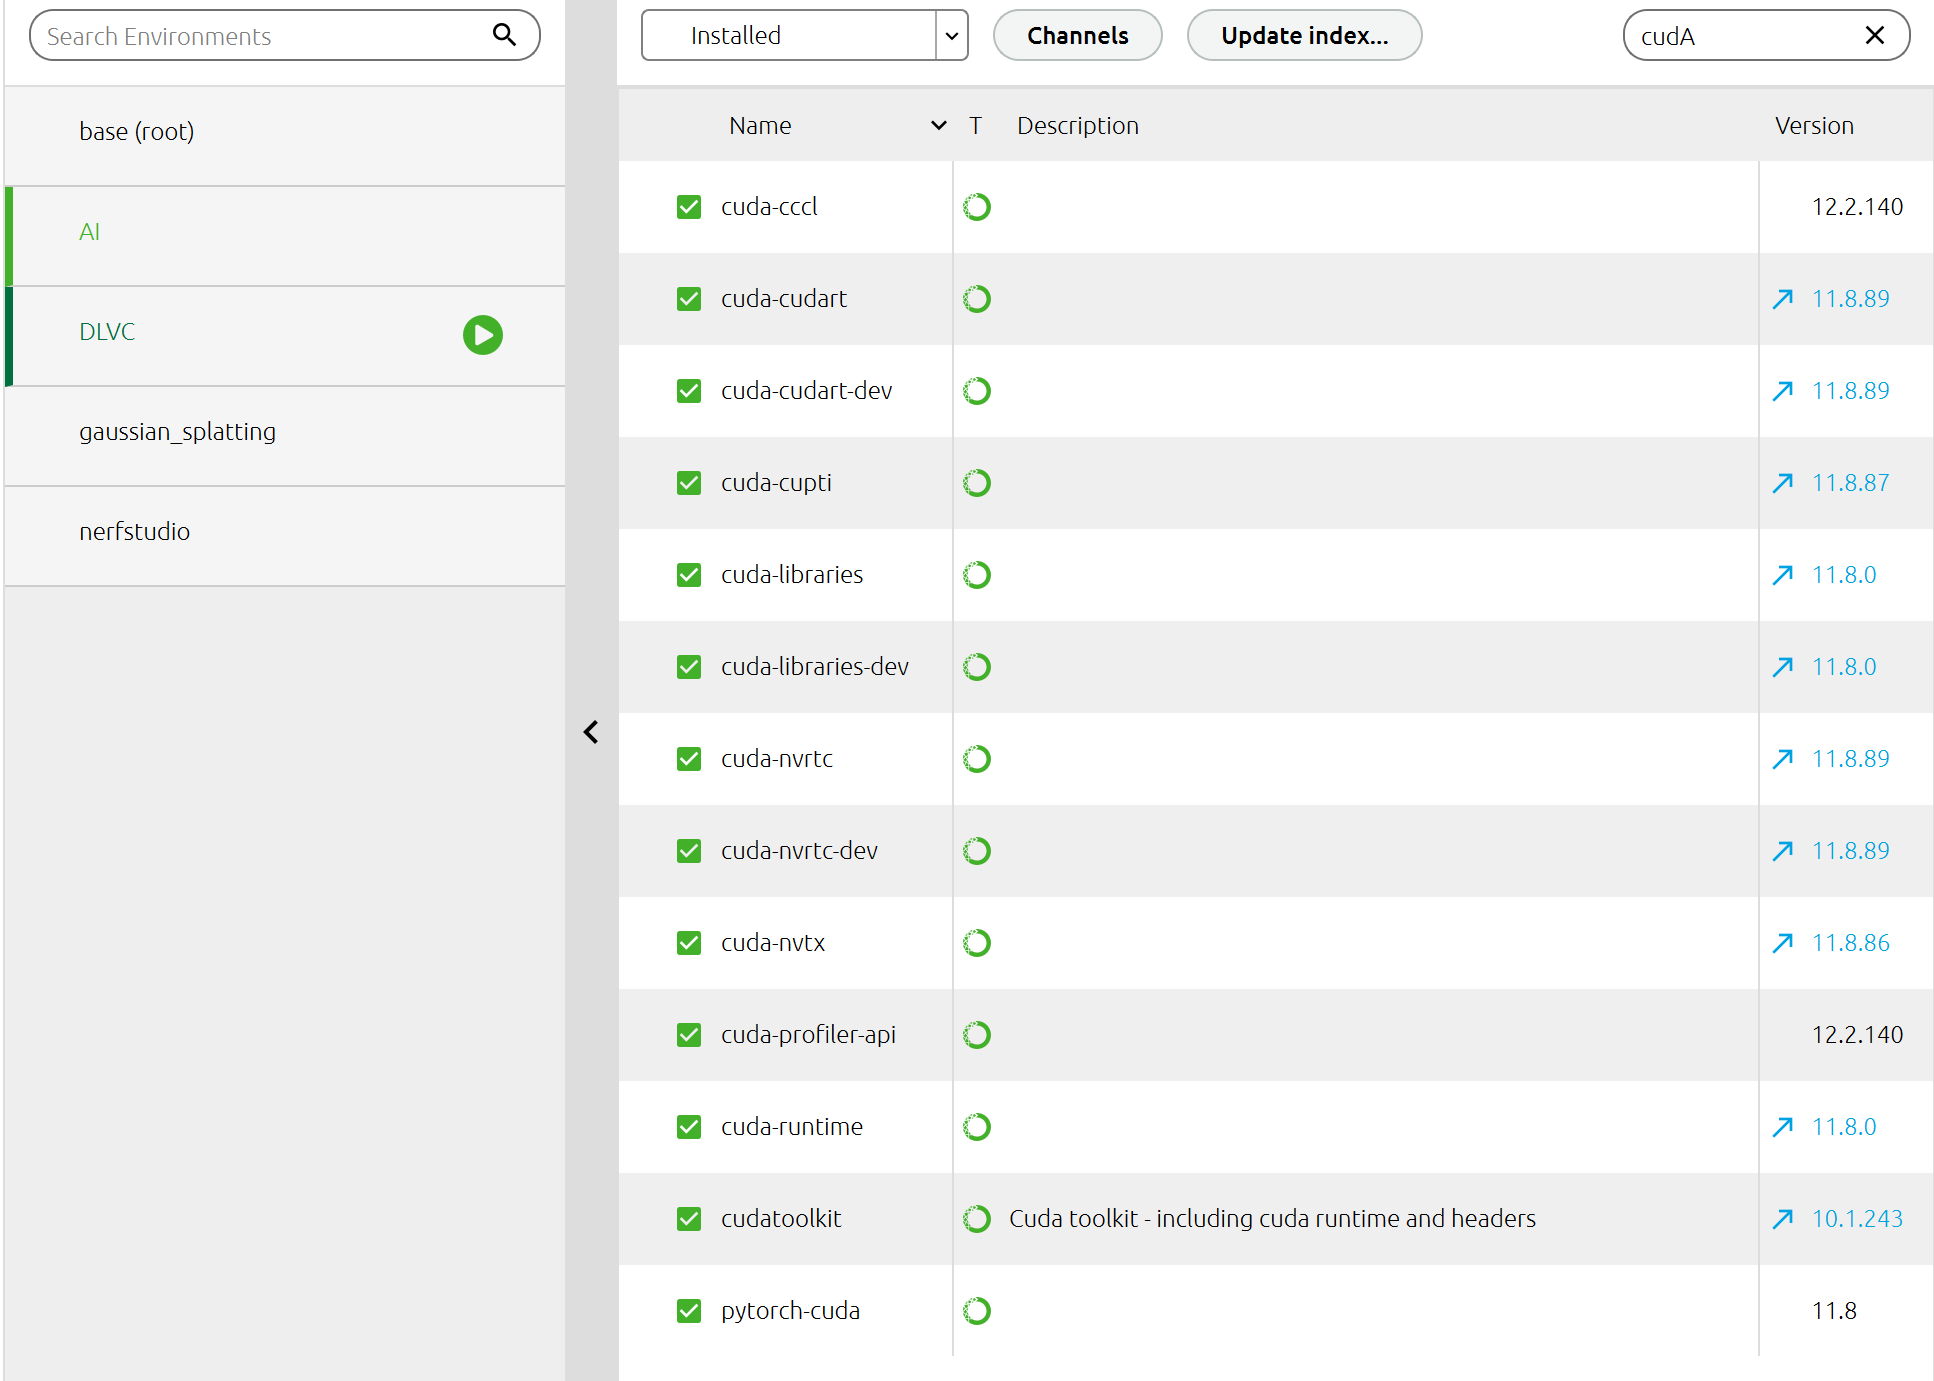 Search Environments
base (root)
AI
DLVC
gaussian_splatting
nerfstudio
Installed Channels Update index... cudA
Name T Description Version
cuda-cccl 12.2.140
cuda-cudart 11.8.89
cuda-cudart-dev 11.8.89
cuda-cupti 11.8.87
cuda-libraries 11.8.0
cuda-libraries-dev 11.8.0
cuda-nvrtc 11.8.89
cuda-nvrtc-dev 11.8.89
cuda-nvtx 11.8.86
cuda-profiler-api 12.2.140
cuda-runtime 11.8.0
cudatoolkit Cuda toolkit - including cuda runtime and headers 10.1.243
pytorch-cuda 11.8